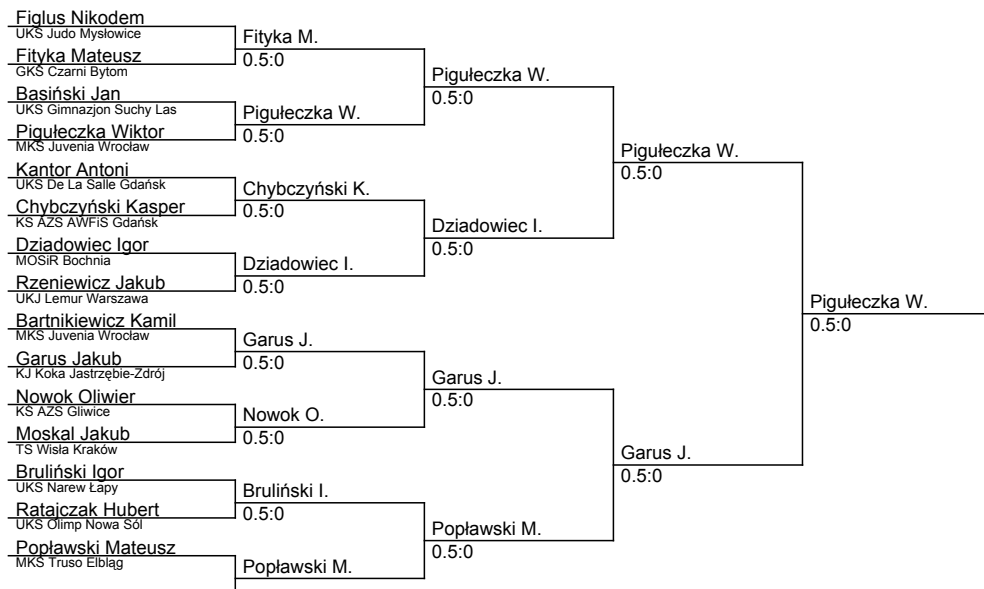 Figlus Nikodem
UKS Judo Mysłowice
Fityka Mateusz
GKS Czarni Bytom
Basiński Jan
UKS Gimnazjon Suchy Las
Pigułeczka Wiktor
MKS Juvenia Wrocław
Kantor Antoni
UKS De La Salle Gdańsk
Chybczyński Kasper
KS AZS AWFiS Gdańsk
Dziadowiec Igor
MOSiR Bochnia
Rzeniewicz Jakub
UKJ Lemur Warszawa
Bartnikiewicz Kamil
MKS Juvenia Wrocław
Garus Jakub
KJ Koka Jastrzębie-Zdrój
Nowok Oliwier
KS AZS Gliwice
Moskal Jakub
TS Wisła Kraków
Bruliński Igor
UKS Narew Łapy
Ratajczak Hubert
UKS Olimp Nowa Sól
Popławski Mateusz
MKS Truso Elbląg
Fityka M.
0.5:0
Pigułeczka W.
0.5:0
Chybczyński K.
0.5:0
Dziadowiec I.
0.5:0
Garus J.
0.5:0
Nowok O.
0.5:0
Bruliński I.
0.5:0
Popławski M.
Pigułeczka W.
0.5:0
Dziadowiec I.
0.5:0
Garus J.
0.5:0
Popławski M.
0.5:0
Pigułeczka W.
0.5:0
Garus J.
0.5:0
Pigułeczka W.
0.5:0